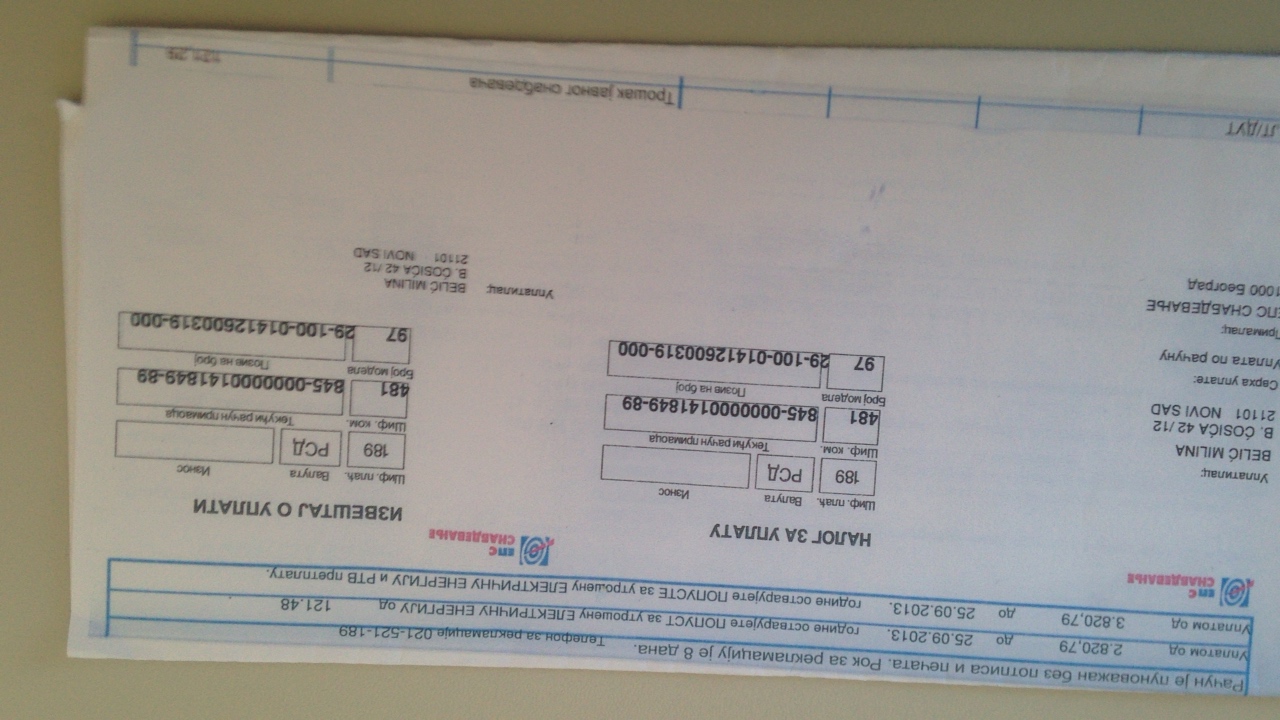 Рачун је пуноважан без потписа и печата. Рок за рекламацију је 8 дана. Телефон за рекламације 021-521-189
Уплатом од 2.820,79 до 25.09.2013. године остварујете ПОПУСТ за утрошену ЕЛЕКТРИЧНУ ЕНЕРГИЈУ од 121.48
Уплатом од 3.820,79 до 25.09.2013. године остварујете ПОПУСТЕ за утрошену ЕЛЕКТРИЧНУ ЕНЕРГИЈУ и РТВ претплату.
ЕПС
СНАБДЕВАЊЕ
Уплатилац:
BELIĆ MILINA
B. ĆOSIĆA 42 /12
21101 NOVI SAD
Сврха уплате:
Уплата по рачуну
Прималац:
ЕПС СНАБДЕВАЊЕ
1000 Београд
НАЛОГ ЗА УПЛАТУ
Шиф. плаћ. Валута Износ
189 РСД
Шиф. ком. Текући рачун примаоца
481 845-0000000141849-89
Број модела Позив на број
97 29-100-01412600319-000
ЕПС
СНАБДЕВАЊЕ
ИЗВЕШТАЈ О УПЛАТИ
Шиф. плаћ. Валута Износ
189 РСД
Шиф. ком. Текући рачун примаоца
481 845-0000000141849-89
Број модела Позив на број
97 29-100-01412600319-000
Уплатилац:
BELIĆ MILINA
B. ĆOSIĆA 42 /12
21101 NOVI SAD
Трошак јавног снабдевача